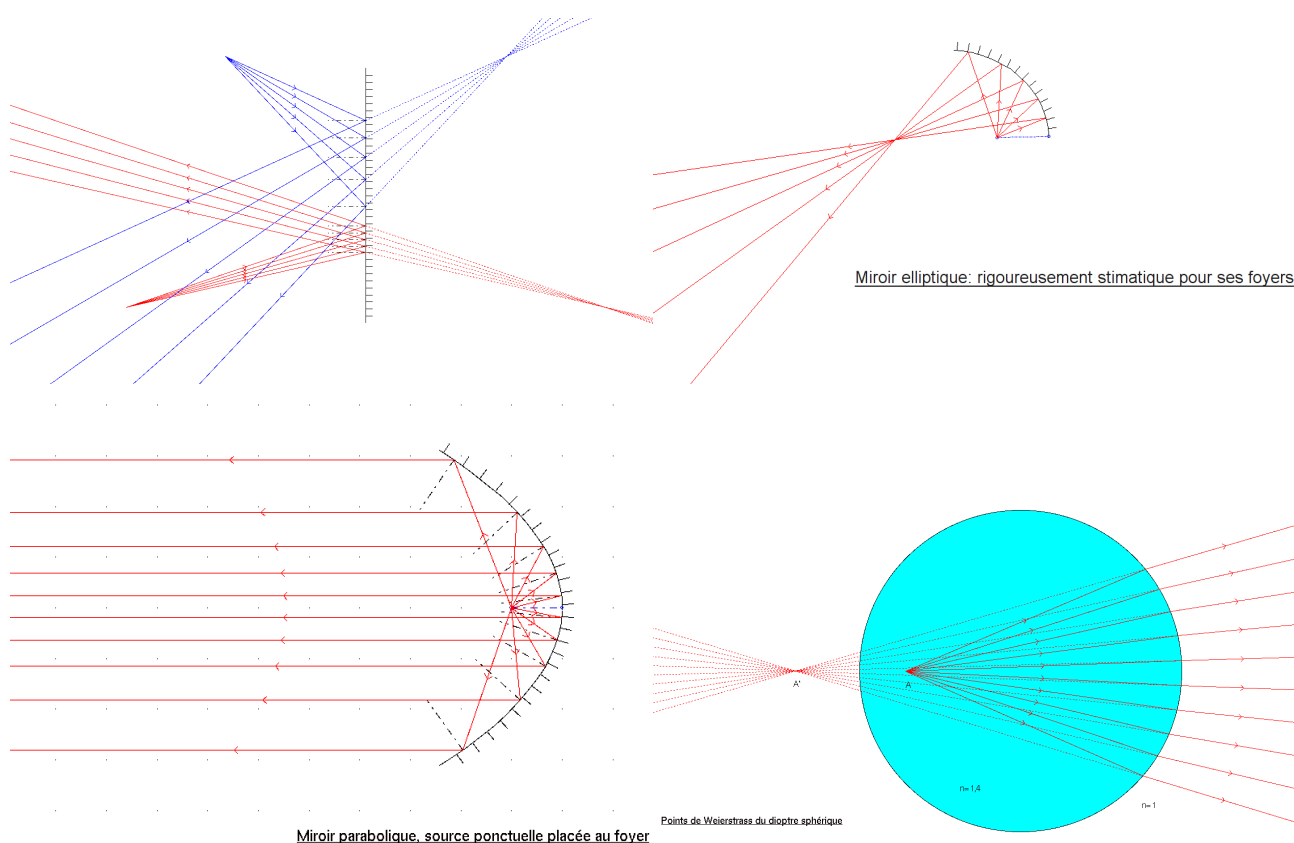 Miroir elliptique: rigoureusement stimatique pour ses foyers
Miroir parabolique, source ponctuelle placée au foyer
A'
A
n=1,4
n=1
Points de Weierstrass du dioptre sphérique